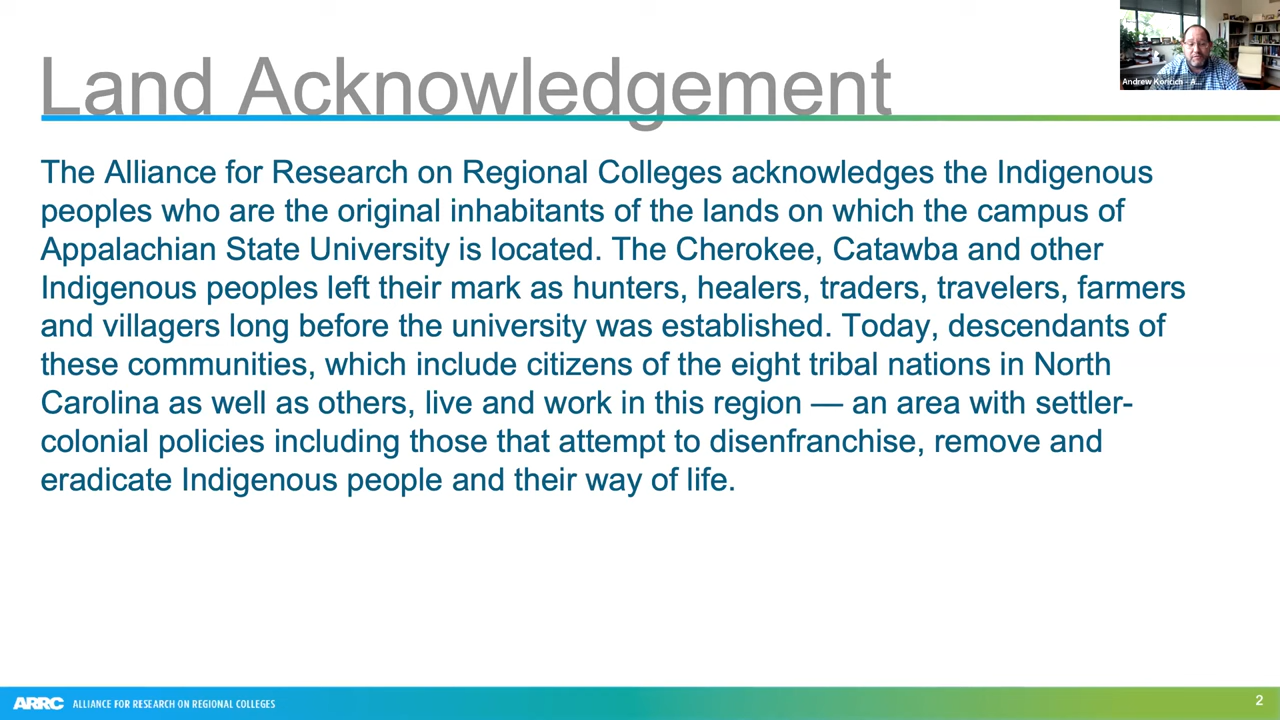 Land Acknowledgement
Andrew Koricich - A...
The Alliance for Research on Regional Colleges acknowledges the Indigenous
peoples who are the original inhabitants of the lands on which the campus of
Appalachian State University is located. The Cherokee, Catawba and other
Indigenous peoples left their mark as hunters, healers, traders, travelers, farmers
and villagers long before the university was established. Today, descendants of
these communities, which include citizens of the eight tribal nations in North
Carolina as well as others, live and work in this region — an area with settler-
colonial policies including those that attempt to disenfranchise, remove and
eradicate Indigenous people and their way of life.
ARRC ALLIANCE FOR RESEARCH ON REGIONAL COLLEGES
2